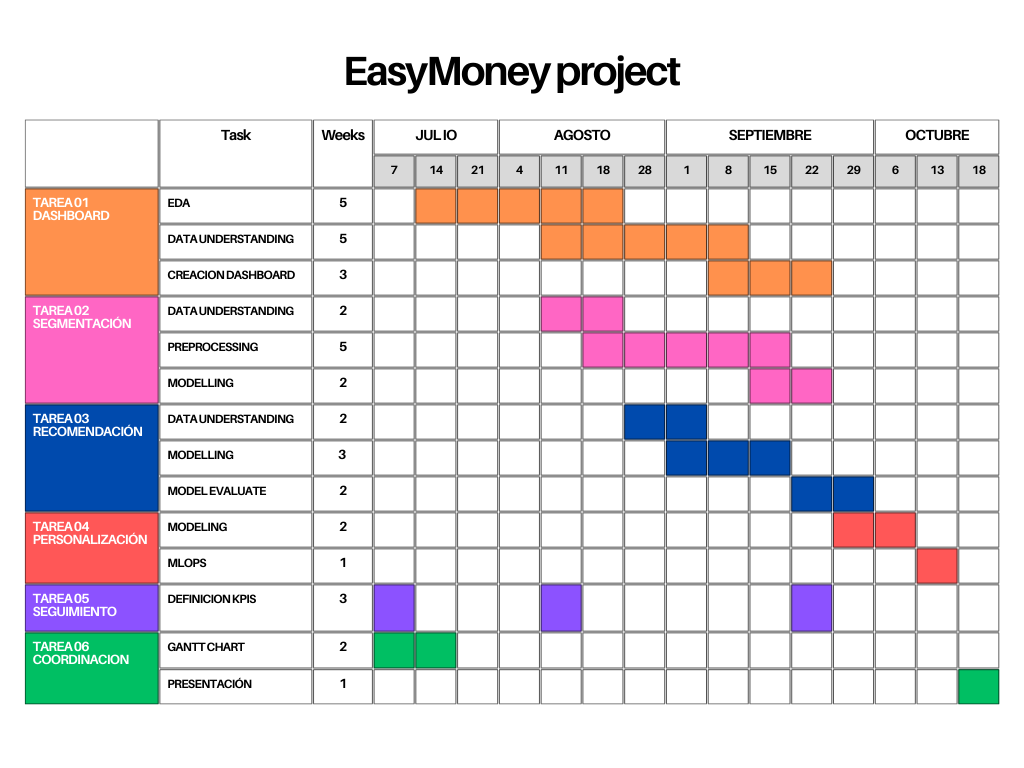 EasyMoney project
Task Weeks JULIO AGOSTO SEPTIEMBRE OCTUBRE
7 14 21 4 11 18 28 1 8 15 22 29 6 13 18
TAREA 01 EDA 5
DASHBOARD
DATA UNDERSTANDING 5
CREACION DASHBOARD 3
TAREA 02 DATA UNDERSTANDING 2
SEGMENTACIÓN
PREPROCESSING 5
MODELLING 2
TAREA 03 DATA UNDERSTANDING 2
RECOMENDACIÓN
MODELLING 3
MODEL EVALUATE 2
TAREA 04 MODELING 2
PERSONALIZACIÓN
MLOPS 1
TAREA 05 DEFINICION KPIS 3
SEGUIMIENTO
TAREA 06 GANTT CHART 2
COORDINACION
PRESENTACIÓN 1